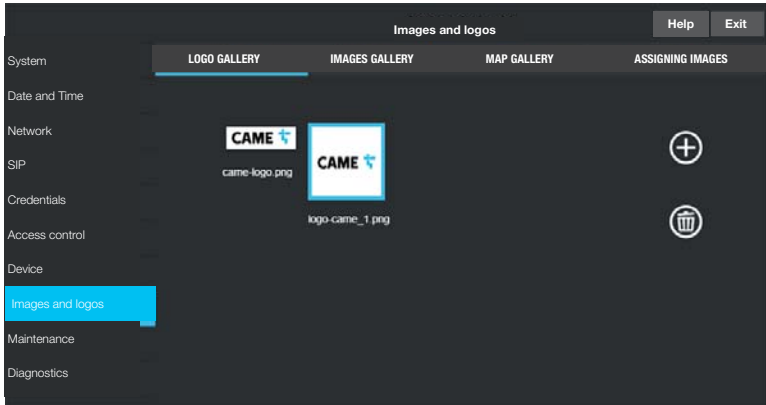 Images and logos
Help
Exit
System
Date and Time
Network
SIP
Credentials
Access control
Device
Images and logos
Maintenance
Diagnostics
LOGO GALLERY
IMAGES GALLERY
MAP GALLERY
ASSIGNING IMAGES
CAME
came-logo.png
CAME
logo-came_1.png